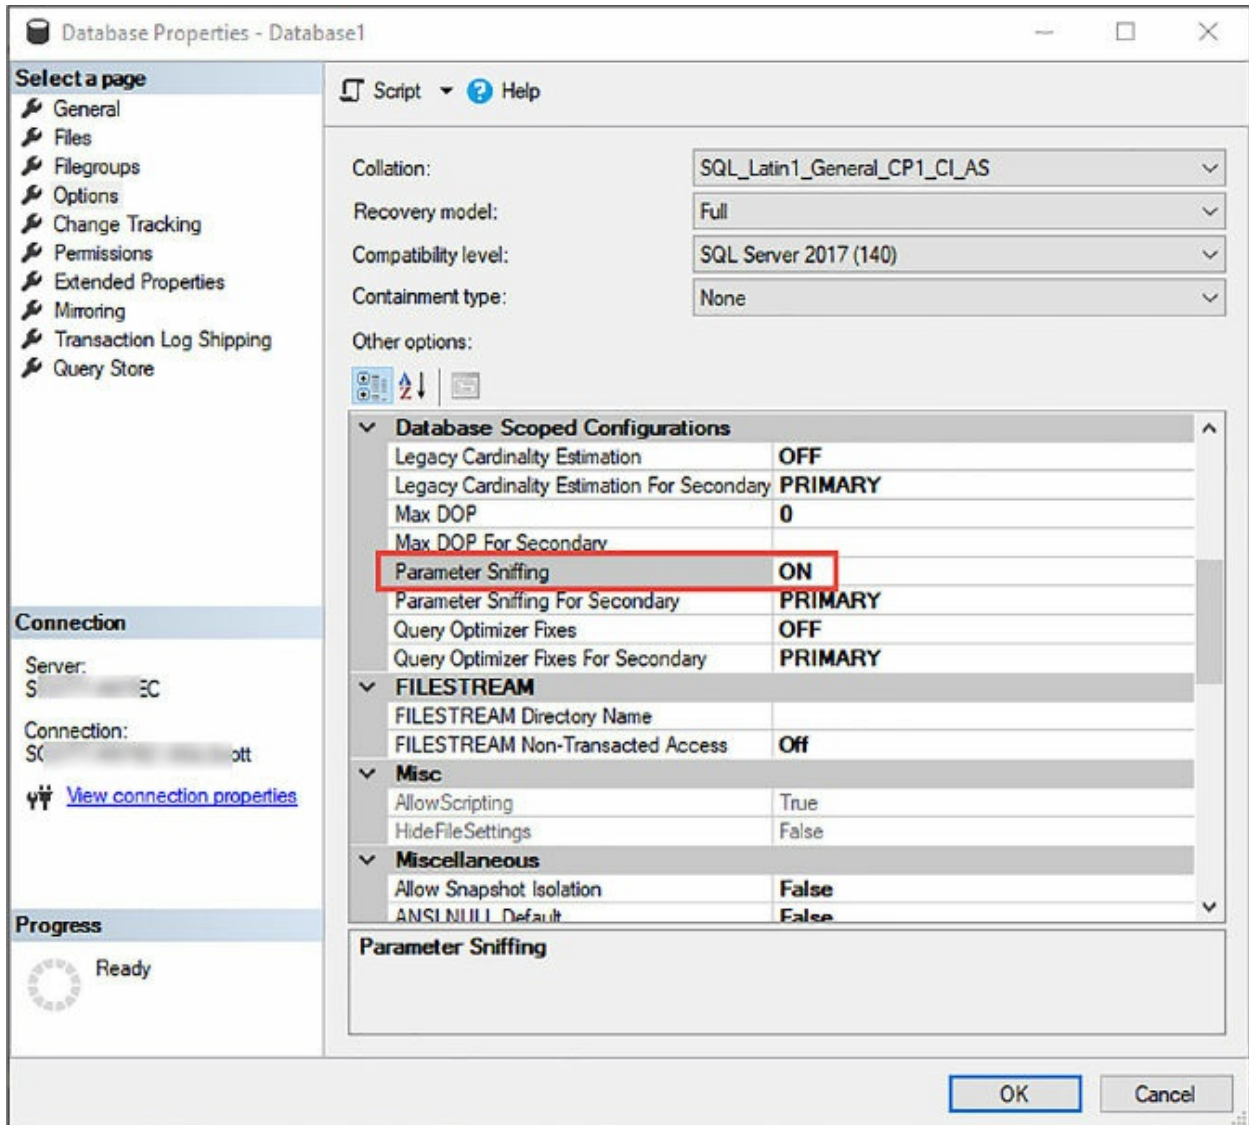 Database Properties - Database1
Select a page
General
Files
Filegroups
Options
Change Tracking
Permissions
Extended Properties
Mirroring
Transaction Log Shipping
Query Store
Connection
Server:
Connection:
View connection properties
Progress
Ready
Script Help
Collation: SQL_Latin1_General_CP1_CI_AS
Recovery model: Full
Compatibility level: SQL Server 2017 (140)
Containment type: None
Other options:
Database Scoped Configurations
Legacy Cardinality Estimation OFF
Legacy Cardinality Estimation For Secondary PRIMARY
Max DOP 0
Max DOP For Secondary
Parameter Sniffing ON
Parameter Sniffing For Secondary PRIMARY
Query Optimizer Fixes OFF
Query Optimizer Fixes For Secondary PRIMARY
FILESTREAM
FILESTREAM Directory Name
FILESTREAM Non-Transacted Access Off
Misc
AllowScripting True
HideFileSettings False
Miscellaneous
Allow Snapshot Isolation False
ANSI NULL Default False
Parameter Sniffing
OK Cancel